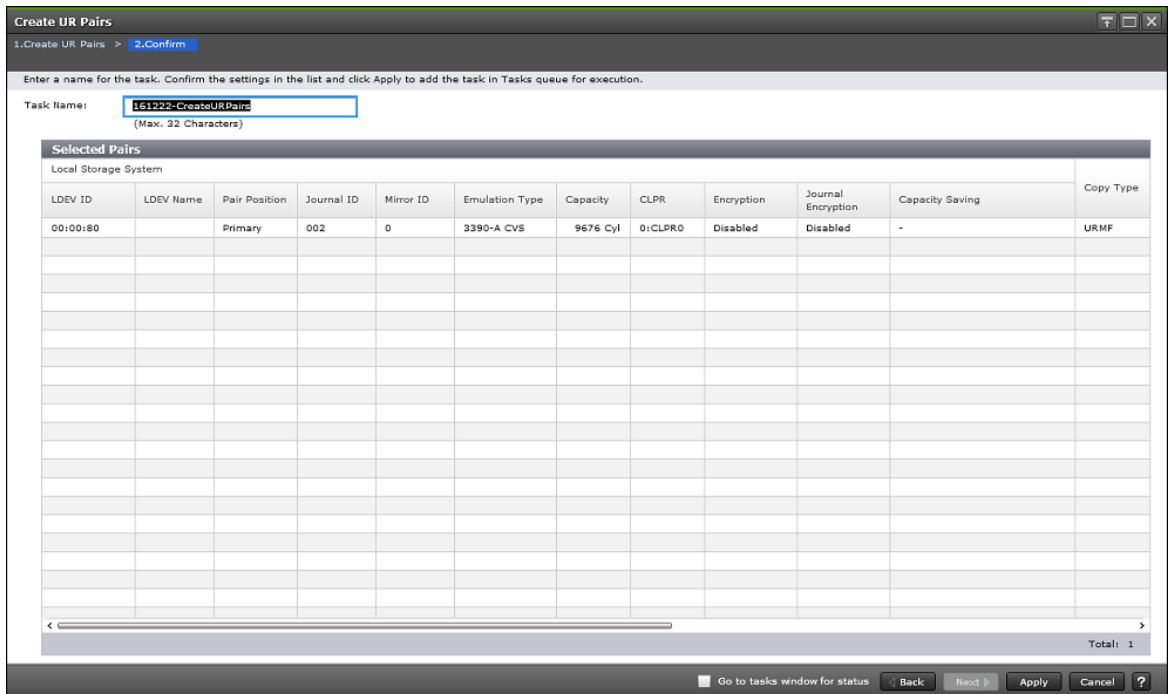 Create UR Pairs
1.Create UR Pairs > 2.Confirm
Enter a name for the task. Confirm the settings in the list and click Apply to add the task in Tasks queue for execution.
Task Name: 161222-CreateURPairs
(Max. 32 Characters)
Selected Pairs
Local Storage System
LDEV ID LDEV Name Pair Position Journal ID Mirror ID Emulation Type Capacity CLPR Encryption Journal Encryption Capacity Saving Copy Type
00:00:80 Primary 002 0 3390-A CVS 9676 Cyl 0:CLPR0 Disabled Disabled - URMF
Total: 1
Go to tasks window for status Back Next Apply Cancel ?